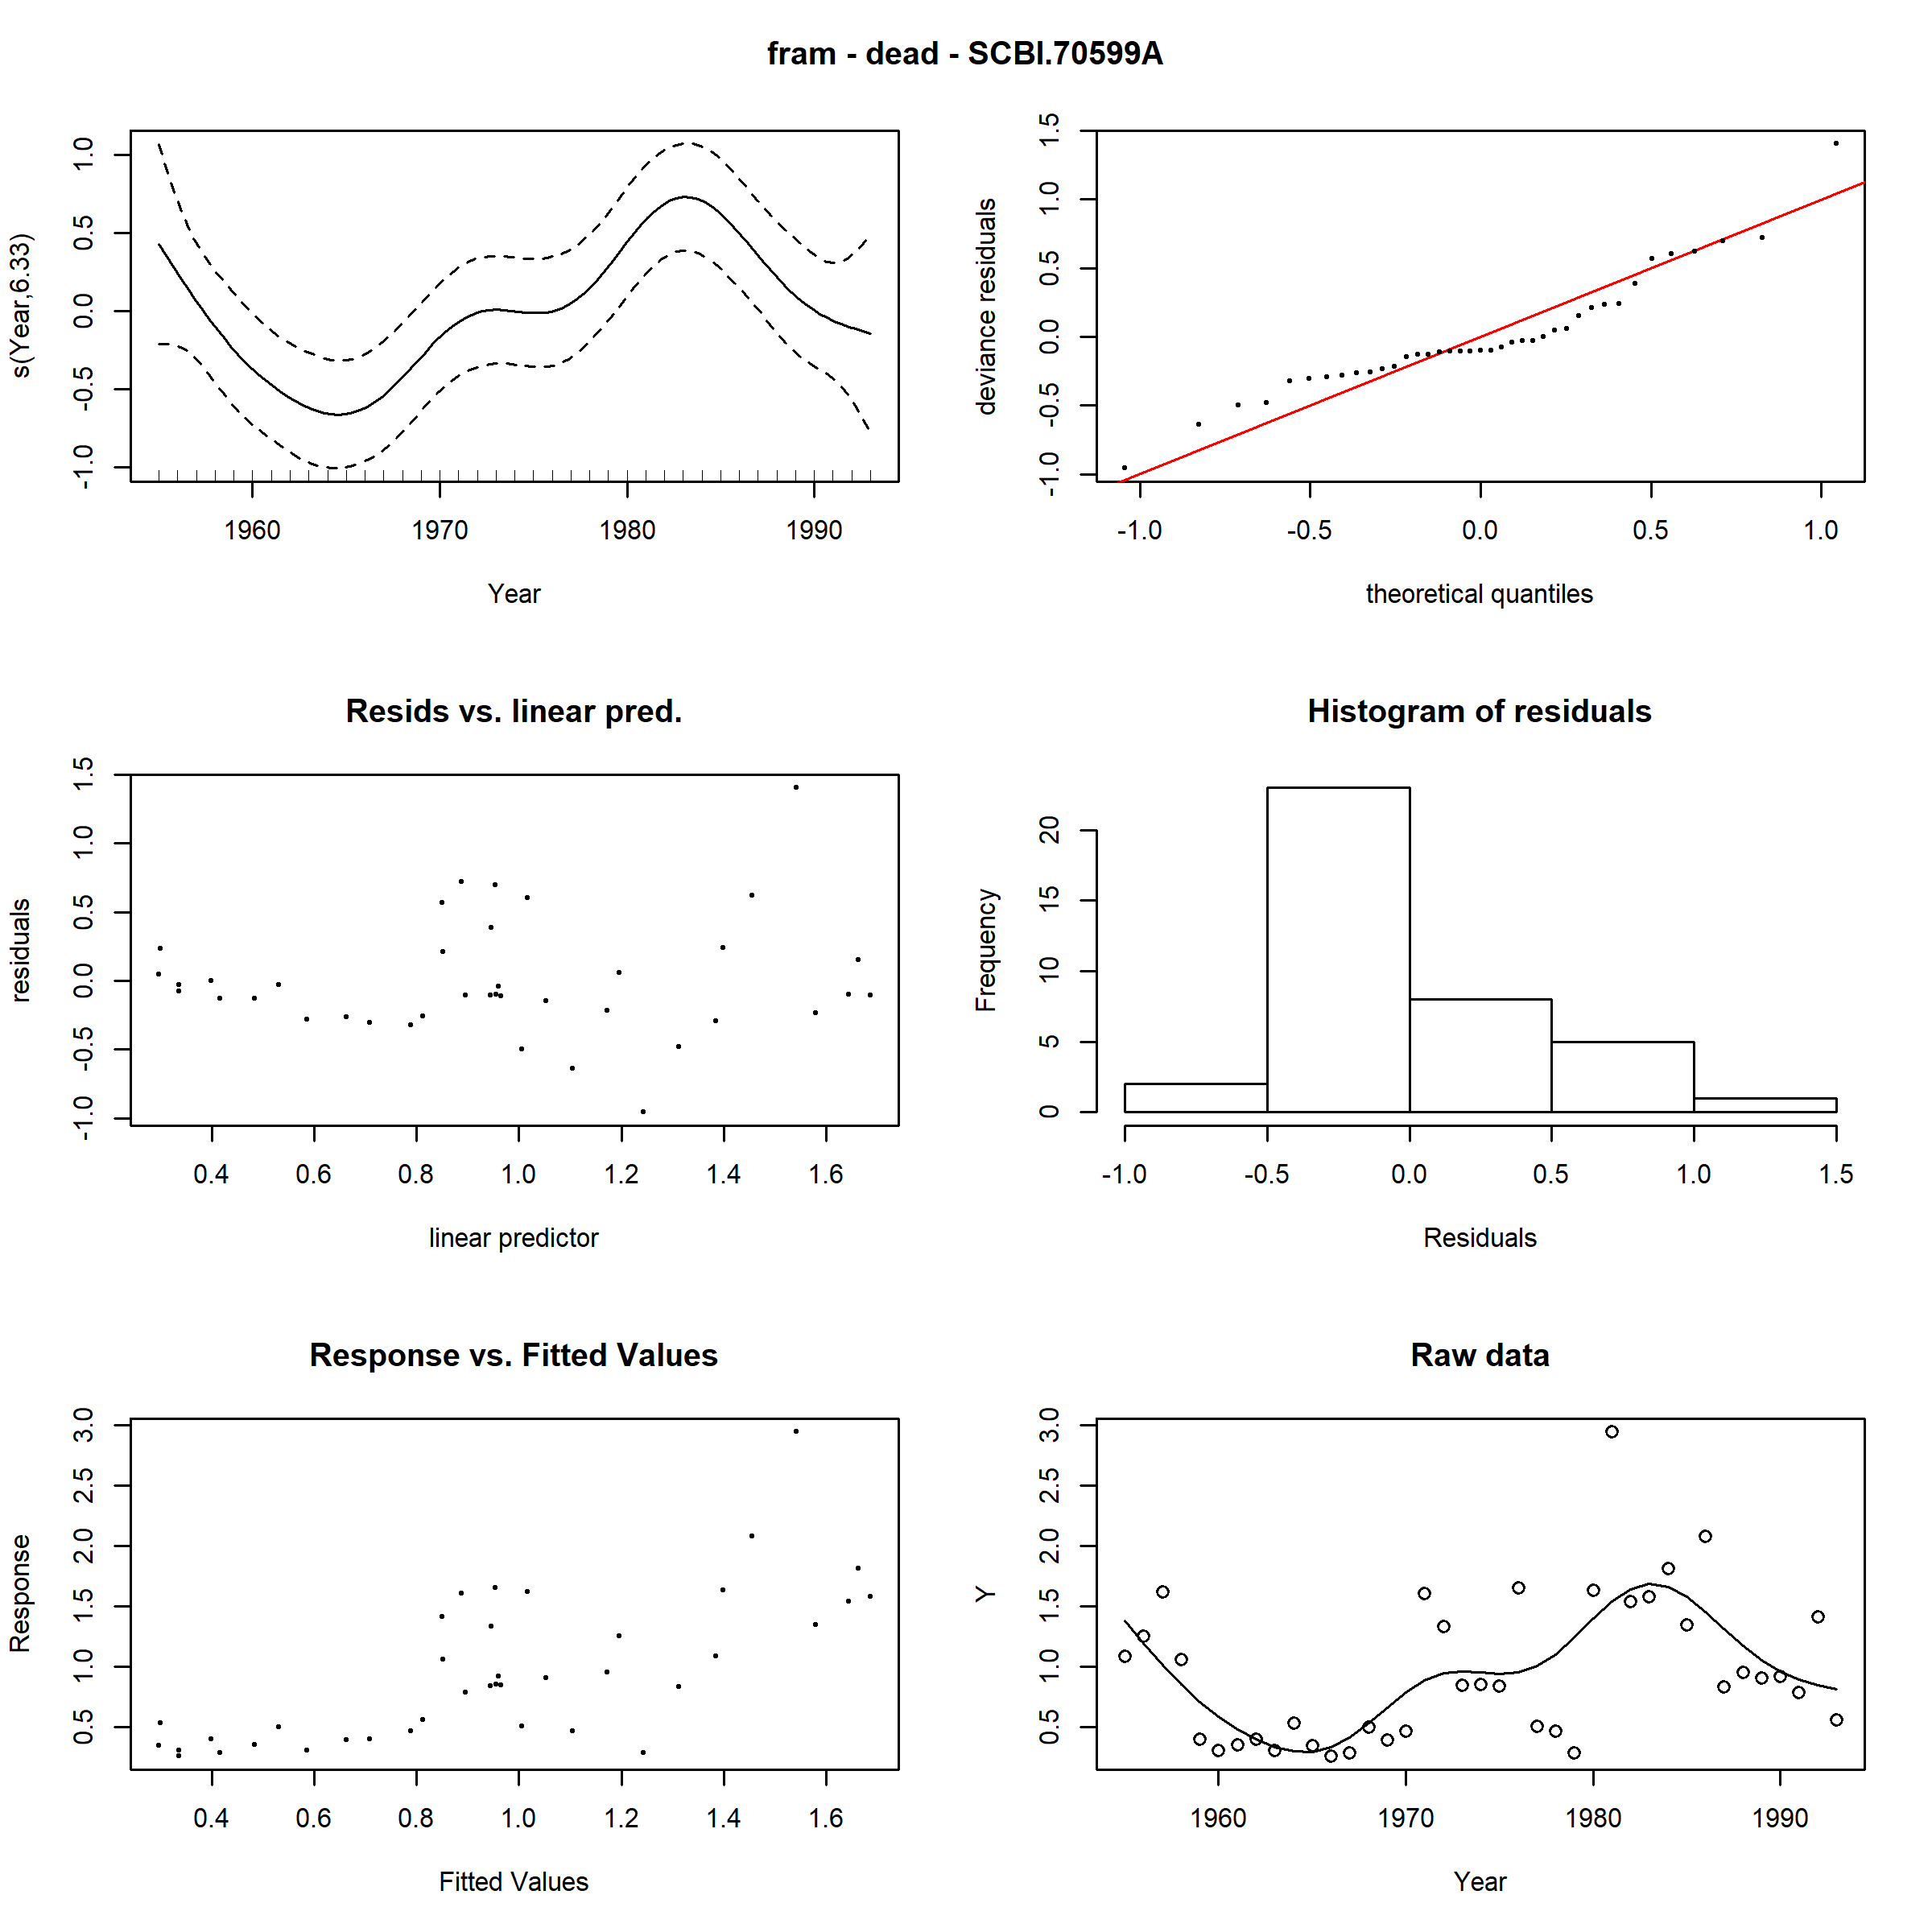 fram - dead - SCBI.70599A
s(Year,6.33)
-1.0 -0.5 0.0 0.5 1.0
1960 1970 1980 1990
Year
deviance residuals
-1.0 -0.5 0.0 0.5 1.0 1.5
-1.0 -0.5 0.0 0.5 1.0
theoretical quantiles
Resids vs. linear pred.
residuals
-1.0 -0.5 0.0 0.5 1.0 1.5
0.4 0.6 0.8 1.0 1.2 1.4 1.6
linear predictor
Histogram of residuals
Frequency
0 5 10 15 20
-1.0 -0.5 0.0 0.5 1.0 1.5
Residuals
Response vs. Fitted Values
Response
0.5 1.0 1.5 2.0 2.5 3.0
0.4 0.6 0.8 1.0 1.2 1.4 1.6
Fitted Values
Raw data
Y
0.5 1.0 1.5 2.0 2.5 3.0
1960 1970 1980 1990
Year